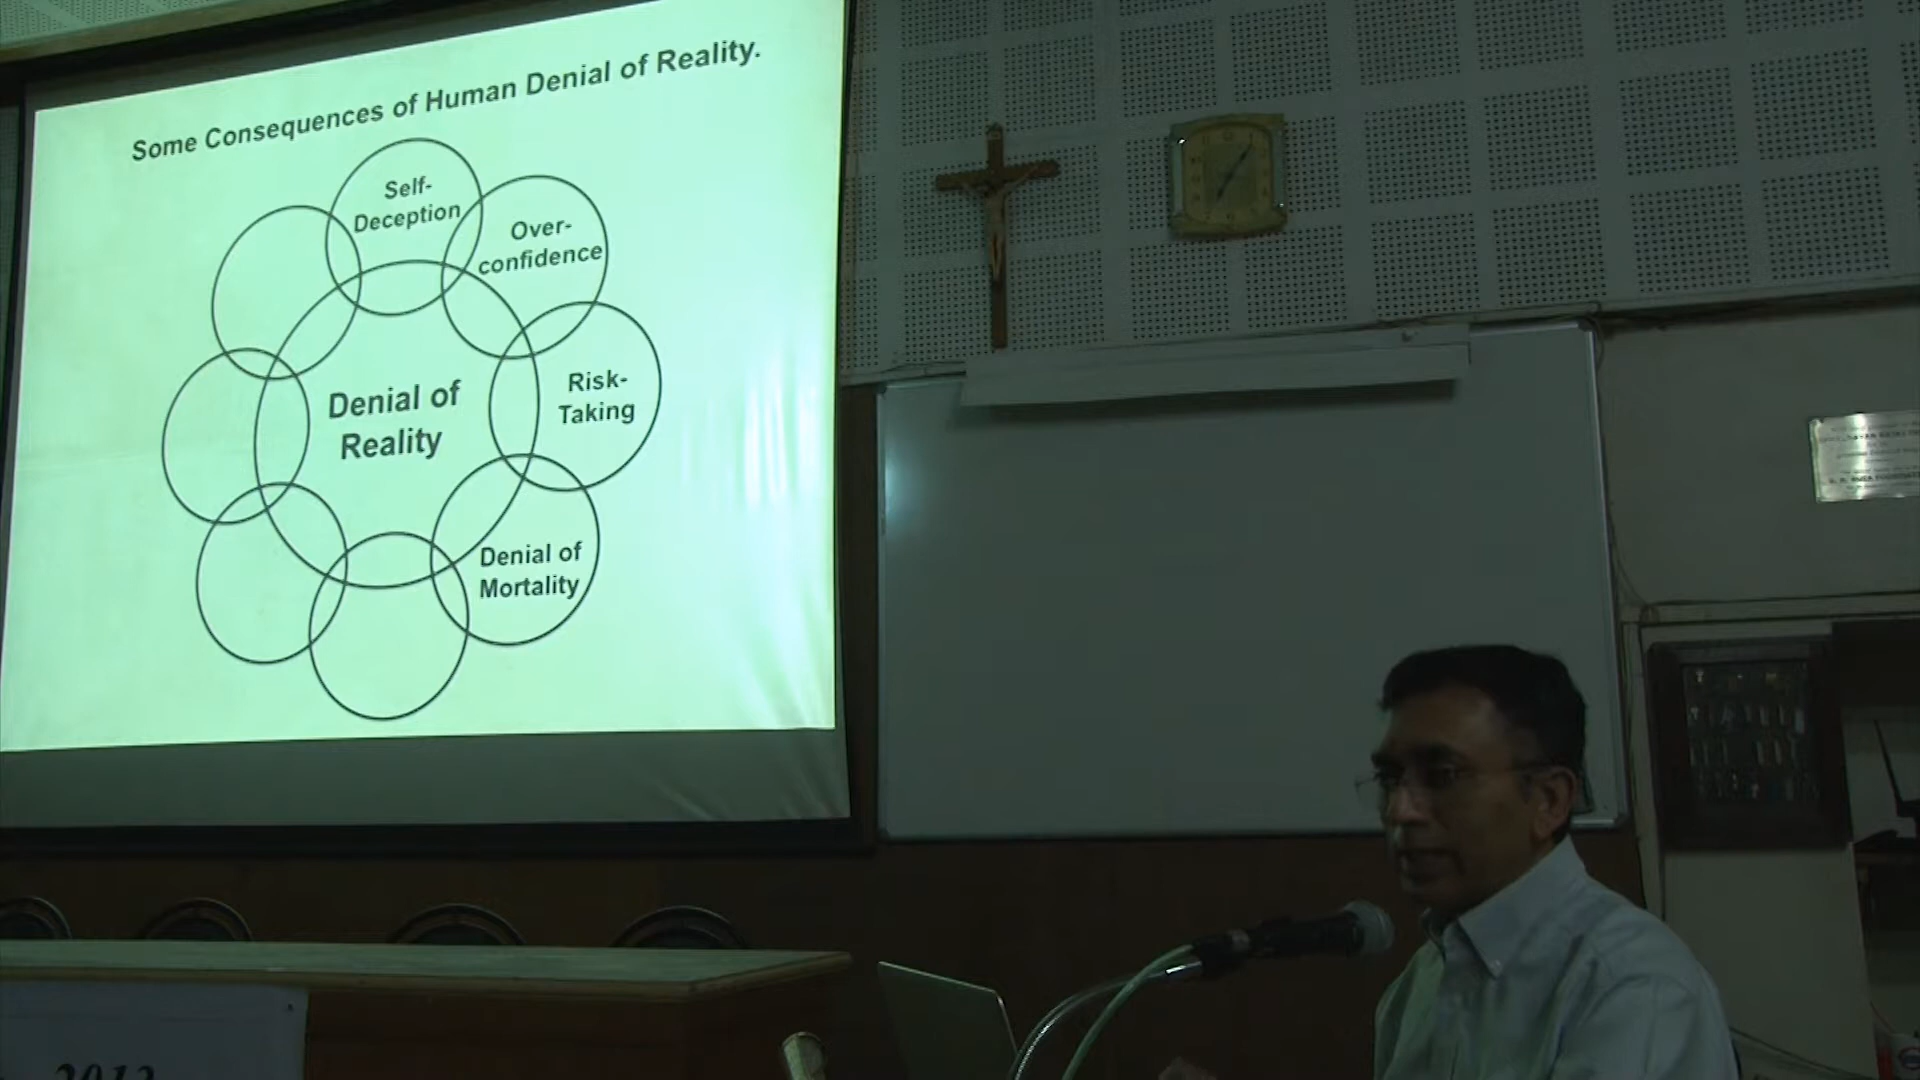 Some Consequences of Human Denial of Reality.
Self-
Deception
Over-
confidence
Risk-
Taking
Denial of
Reality
Denial of
Mortality
2013